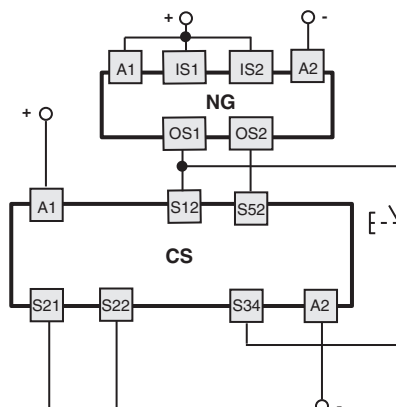 + -
A1 IS1 IS2 A2
NG
+ OS1 OS2
A1 S12 S52
CS
S21 S22 S34 A2
-